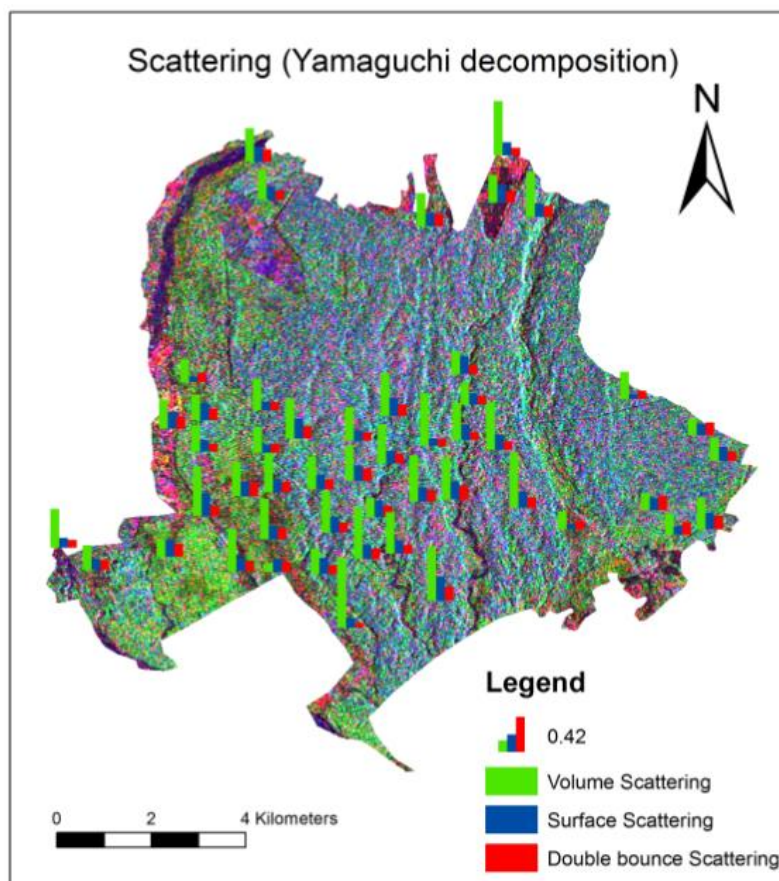 Scattering (Yamaguchi decomposition)
N
Legend
0.42
Volume Scattering
Surface Scattering
Double bounce Scattering
0 2 4 Kilometers